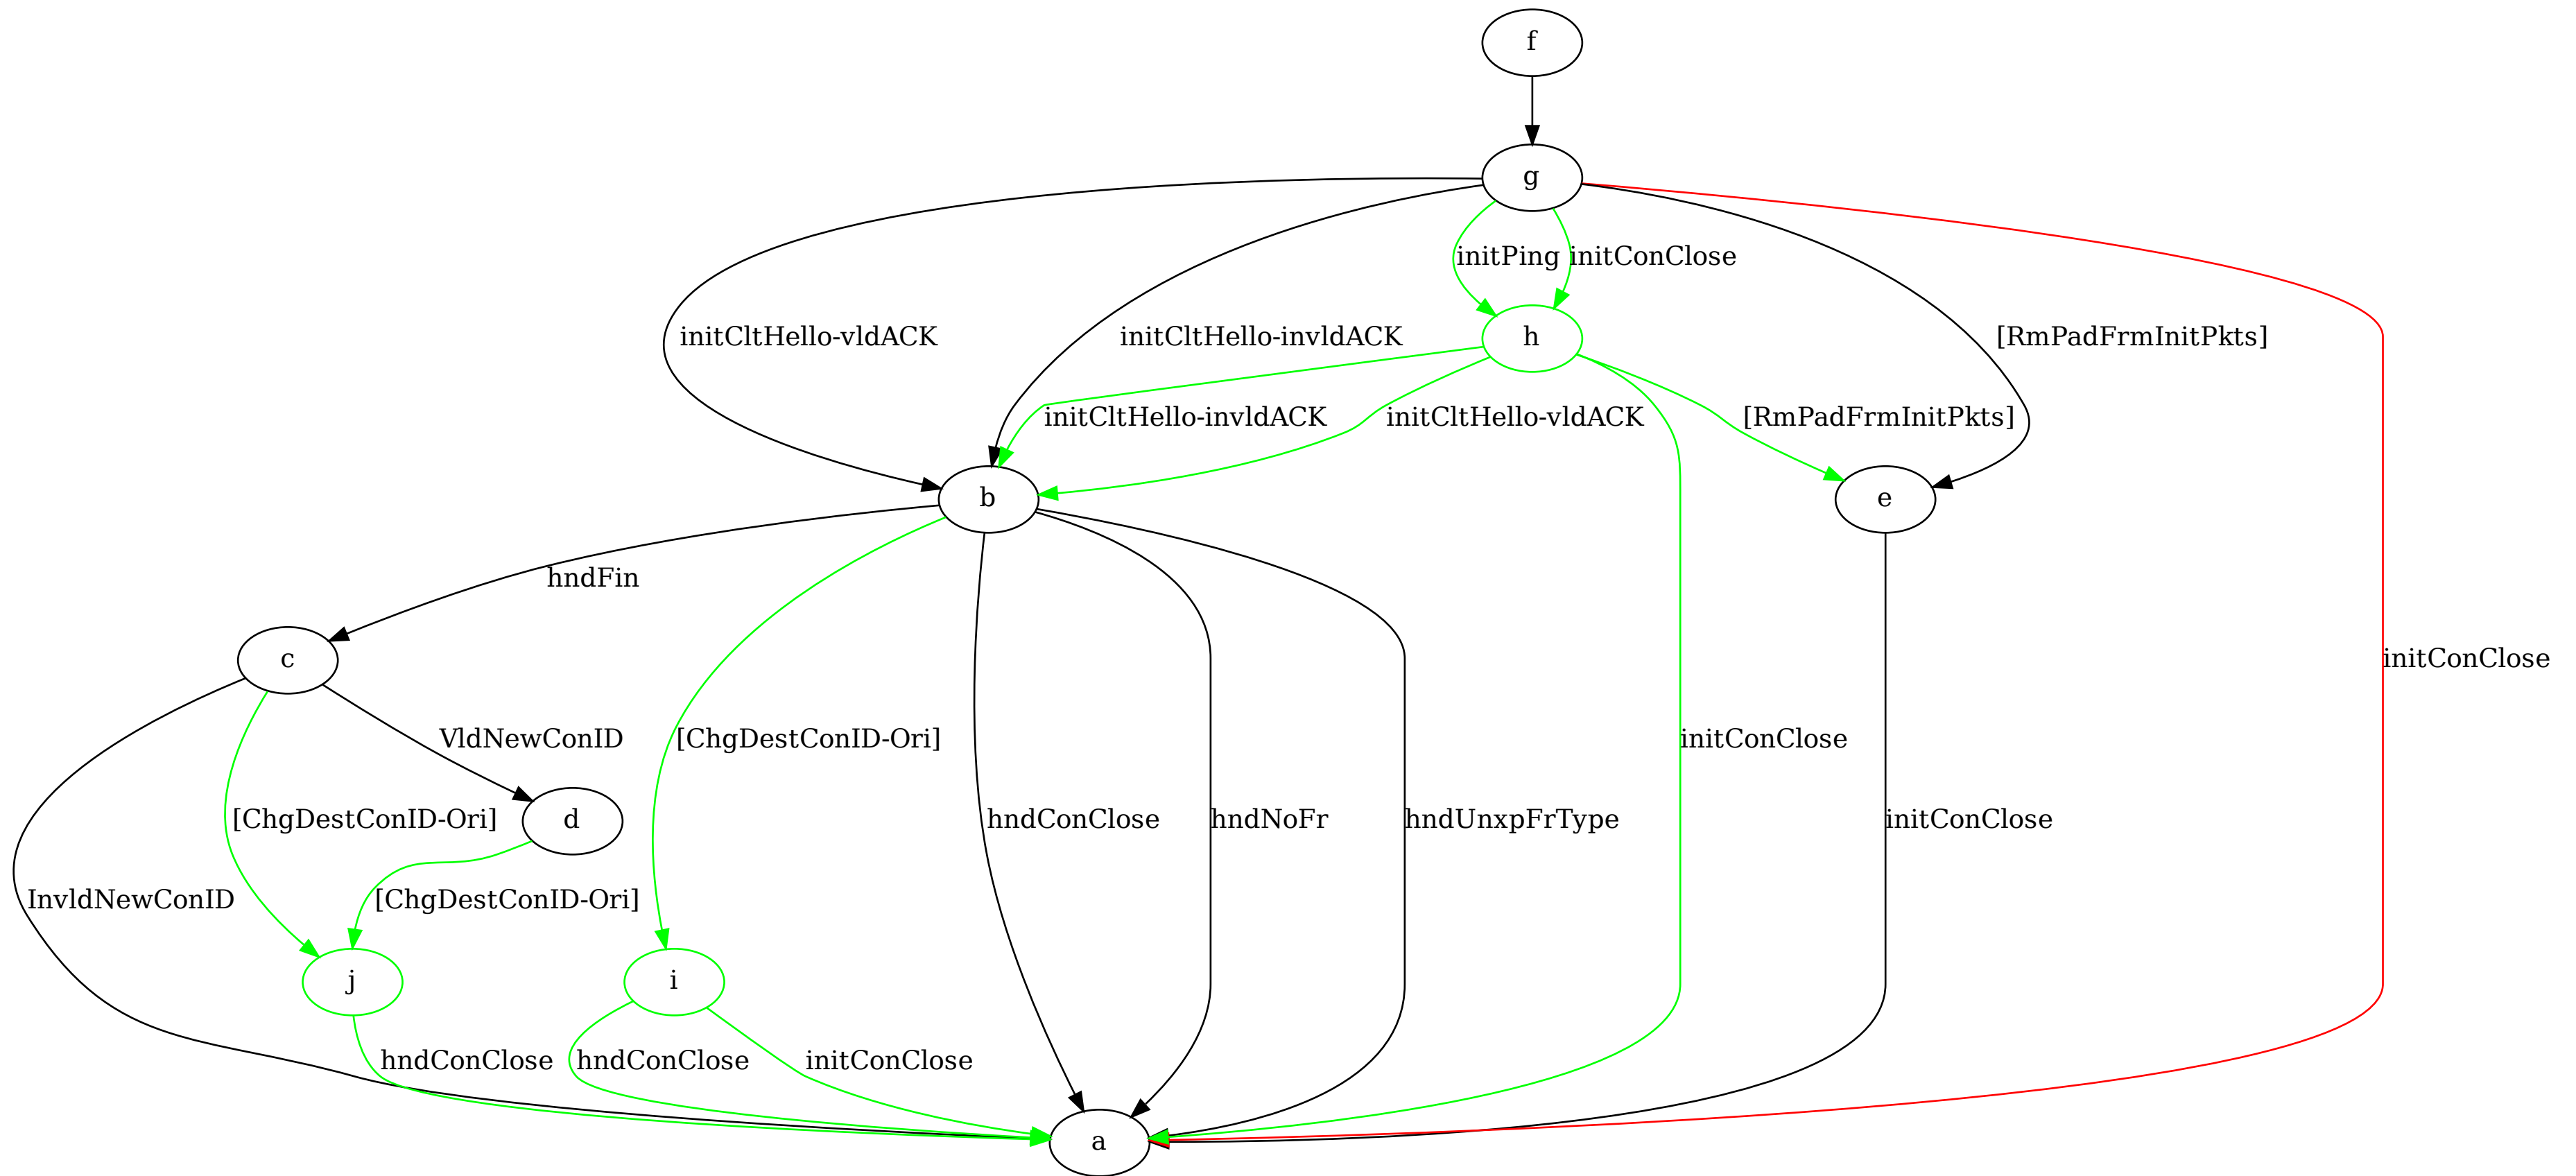 f
g
initPing
initConClose
initCltHello-vldACK
initCltHello-invldACK
h
[RmPadFrmInitPkts]
initCltHello-invldACK
initCltHello-vldACK
[RmPadFrmInitPkts]
b
e
hndFin
c
initConClose
VldNewConID
[ChgDestConID-Ori]
initConClose
[ChgDestConID-Ori]
d
hndConClose
hndNoFr
hndUnxpFrType
initConClose
InvldNewConID
[ChgDestConID-Ori]
j
i
hndConClose
hndConClose
initConClose
a